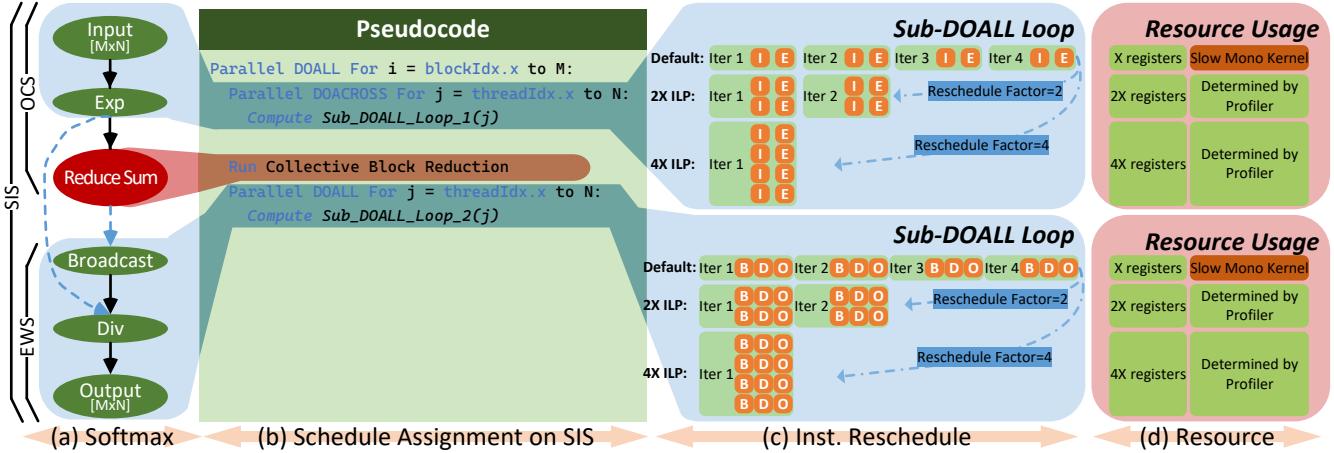 SIS
OCS
EWS
Input
[MxN]
Exp
Reduce Sum
Broadcast
Div
Output
[MxN]
(a) Softmax
Pseudocode
Parallel DOALL For i = blockIdx.x to M:
Parallel DOACROSS For j = threadIdx.x to N:
Compute Sub_DOALL_Loop_1(j)
Run Collective Block Reduction
Parallel DOALL For j = threadIdx.x to N:
Compute Sub_DOALL_Loop_2(j)
(b) Schedule Assignment on SIS
Sub-DOALL Loop
Default: Iter 1 I E Iter 2 I E Iter 3 I E Iter 4 I E
2X ILP: Iter 1 I E I E Iter 2 I E I E Reschedule Factor=2
4X ILP: Iter 1 I E I E I E I E Reschedule Factor=4
Sub-DOALL Loop
Default: Iter 1 B D O Iter 2 B D O Iter 3 B D O Iter 4 B D O
2X ILP: Iter 1 B D O B D O Iter 2 B D O B D O Reschedule Factor=2
4X ILP: Iter 1 B D O B D O B D O B D O Reschedule Factor=4
(c) Inst. Reschedule
Resource Usage
X registers Slow Mono Kernel
2X registers Determined by Profiler
4X registers Determined by Profiler
Resource Usage
X registers Slow Mono Kernel
2X registers Determined by Profiler
4X registers Determined by Profiler
(d) Resource